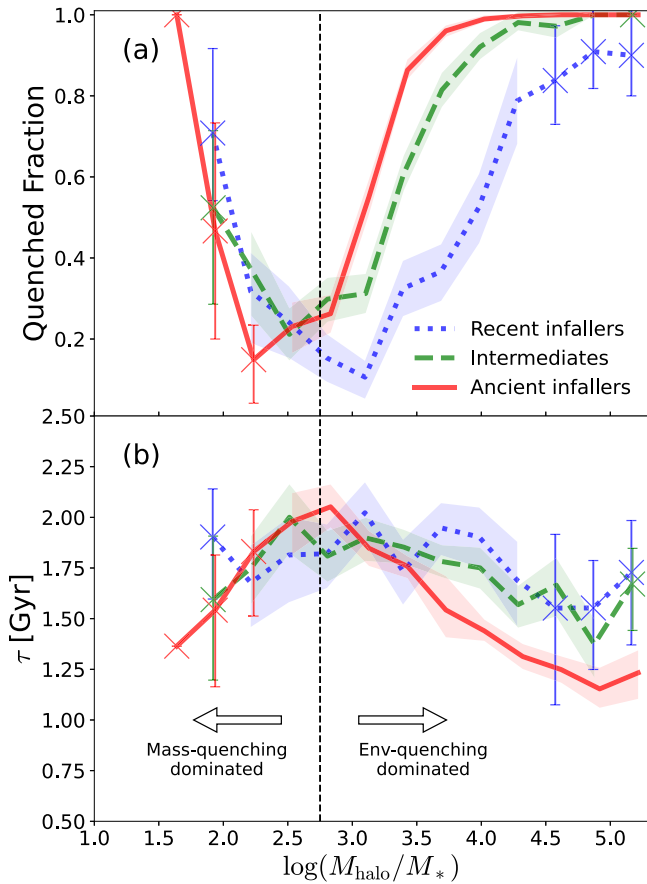 1.0
(a)
0.8
0.6
0.4
0.2
Quenched Fraction
Recent infallers
Intermediates
Ancient infallers
2.50
(b)
2.25
2.00
1.75
1.50
1.25
1.00
0.75
0.50
τ [Gyr]
Mass-quenching
dominated
Env-quenching
dominated
1.0 1.5 2.0 2.5 3.0 3.5 4.0 4.5 5.0
log(M_halo/M_*)